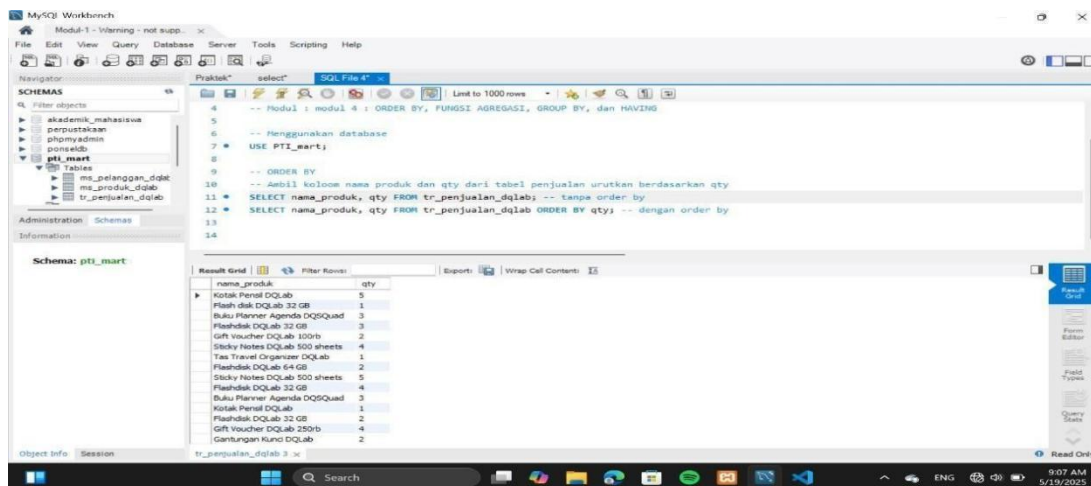 MySQL Workbench
Modul-1 - Warning - not supp...
File Edit View Query Database Server Tools Scripting Help
Navigator
Praktek* select* SQL File 4*
SCHEMAS
Limit to 1000 rows
Filter objects
akademik_mahasiswa
perpustakaan
phpmyadmin
ponseldb
pti_mart
Tables
ms_pelanggan_dqlab
ms_produk_dqlab
tr_penjualan_dqlab
Administration Schemas
Information
Schema: pti_mart
4 -- Modul : modul 4 : ORDER BY, FUNGSI AGREGASI, GROUP BY, dan HAVING
5
6 -- Menggunakan database
7 USE PTI_mart;
8
9 -- ORDER BY
10 -- Ambil koloom nama produk dan qty dari tabel penjualan urutkan berdasarkan qty
11 SELECT nama_produk, qty FROM tr_penjualan_dqlab; -- tanpa order by
12 SELECT nama_produk, qty FROM tr_penjualan_dqlab ORDER BY qty; -- dengan order by
13
14
Result Grid Filter Rows: Export: Wrap Cell Content:
nama_produk qty
Kotak Pensil DQLab 5
Flash disk DQLab 32 GB 1
Buku Planner Agenda DQSQuad 3
Flashdisk DQLab 32 GB 3
Gift Voucher DQLab 100rb 2
Sticky Notes DQLab 500 sheets 4
Tas Travel Organizer DQLab 1
Flashdisk DQLab 64 GB 2
Sticky Notes DQLab 500 sheets 5
Flashdisk DQLab 32 GB 4
Buku Planner Agenda DQSQuad 3
Kotak Pensil DQLab 1
Flashdisk DQLab 32 GB 2
Gift Voucher DQLab 250rb 4
Gantungan Kunci DQLab 2
Result Grid
Form Editor
Field Types
Query Stats
Object Info Session
tr_penjualan_dqlab 3
Read Only
Search
ENG
9:07 AM
5/19/2025